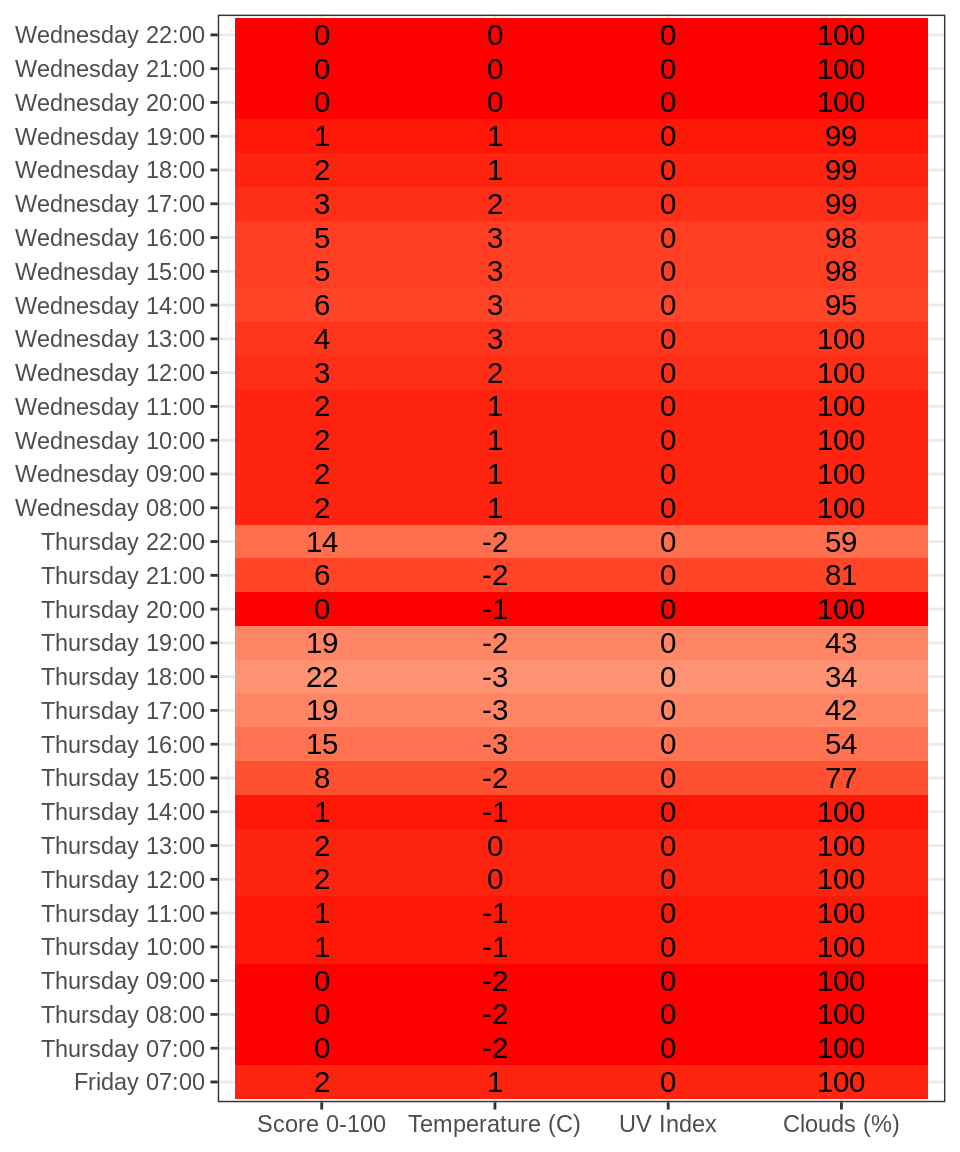 Wednesday 22:00 0 0 0 100
Wednesday 21:00 0 0 0 100
Wednesday 20:00 0 0 0 100
Wednesday 19:00 1 1 0 99
Wednesday 18:00 2 1 0 99
Wednesday 17:00 3 2 0 99
Wednesday 16:00 5 3 0 98
Wednesday 15:00 5 3 0 98
Wednesday 14:00 6 3 0 95
Wednesday 13:00 4 3 0 100
Wednesday 12:00 3 2 0 100
Wednesday 11:00 2 1 0 100
Wednesday 10:00 2 1 0 100
Wednesday 09:00 2 1 0 100
Wednesday 08:00 2 1 0 100
Thursday 22:00 14 -2 0 59
Thursday 21:00 6 -2 0 81
Thursday 20:00 0 -1 0 100
Thursday 19:00 19 -2 0 43
Thursday 18:00 22 -3 0 34
Thursday 17:00 19 -3 0 42
Thursday 16:00 15 -3 0 54
Thursday 15:00 8 -2 0 77
Thursday 14:00 1 -1 0 100
Thursday 13:00 2 0 0 100
Thursday 12:00 2 0 0 100
Thursday 11:00 1 -1 0 100
Thursday 10:00 1 -1 0 100
Thursday 09:00 0 -2 0 100
Thursday 08:00 0 -2 0 100
Thursday 07:00 0 -2 0 100
Friday 07:00 2 1 0 100
Score 0-100 Temperature (C) UV Index Clouds (%)